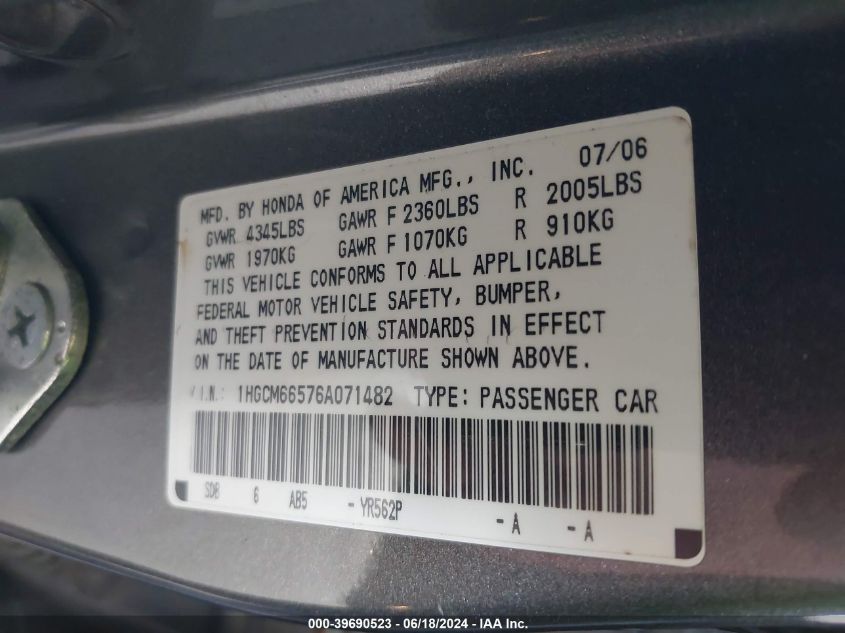 MFD. BY HONDA OF AMERICA MFG., INC. 07/06
GVWR 4345LBS GAWR F 2360LBS R 2005LBS
GVWR 1970KG GAWR F 1070KG R 910KG
THIS VEHICLE CONFORMS TO ALL APPLICABLE
FEDERAL MOTOR VEHICLE SAFETY, BUMPER,
AND THEFT PREVENTION STANDARDS IN EFFECT
ON THE DATE OF MANUFACTURE SHOWN ABOVE.
V.I.N.: 1HGCM66576A071482 TYPE: PASSENGER CAR
SDB 6 AB5 - YR562P - A - A
000-39690523 - 06/18/2024 - IAA Inc.